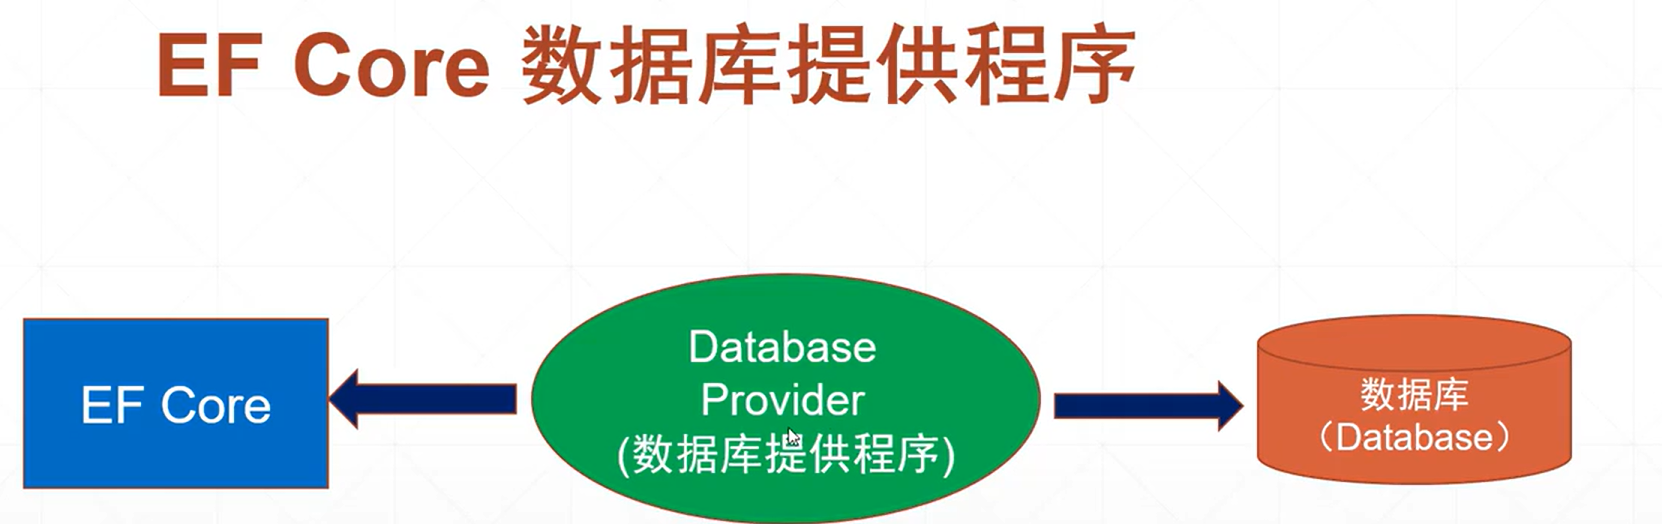 EF Core 数据库提供程序
EF Core
Database
Provider
(数据库提供程序)
数据库
（Database）